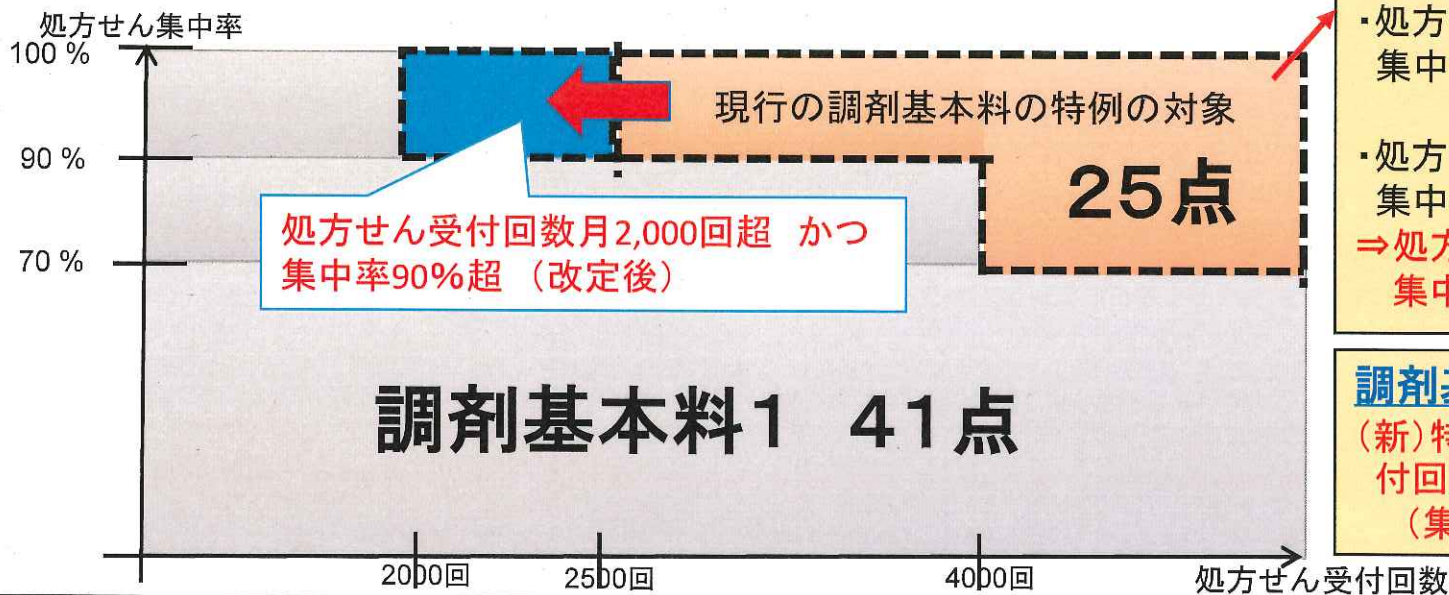 処方せん集中率
100 %
90 %
70 %
現行の調剤基本料の特例の対象
25点
処方せん受付回数月2,000回超 かつ
集中率90%超 （改定後）
調剤基本料1 41点
2000回
2500回
4000回
処方せん受付回数
・処方
集中
・処方
集中
⇒処方
集中
調剤基
（新）特
付回
（集